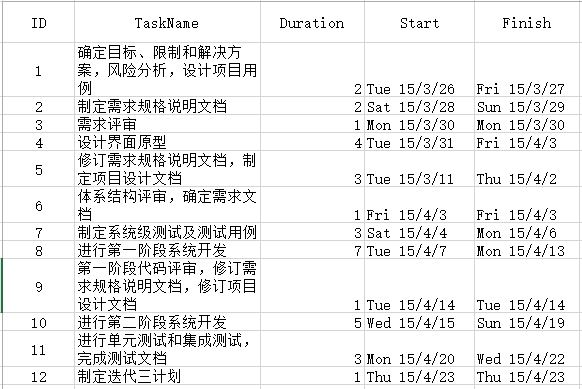 ID TaskName Duration Start Finish
确定目标、限制和解决方
案，风险分析，设计项目用
1 例 2 Tue 15/3/26 Fri 15/3/27
2 制定需求规格说明文档 2 Sat 15/3/28 Sun 15/3/29
3 需求评审 1 Mon 15/3/30 Mon 15/3/30
4 设计界面原型 4 Tue 15/3/31 Fri 15/4/3
修订需求规格说明文档，制
5 定项目设计文档 3 Tue 15/3/11 Thu 15/4/2
体系结构评审，确定需求文
6 档 1 Fri 15/4/3 Fri 15/4/3
7 制定系统级测试及测试用例 3 Sat 15/4/4 Mon 15/4/6
8 进行第一阶段系统开发 7 Tue 15/4/7 Mon 15/4/13
第一阶段代码评审，修订需
求规格说明文档，修订项目
9 设计文档 1 Tue 15/4/14 Tue 15/4/14
10 进行第二阶段系统开发 5 Wed 15/4/15 Sun 15/4/19
进行单元测试和集成测试，
11 完成测试文档 3 Mon 15/4/20 Wed 15/4/22
12 制定迭代三计划 1 Thu 15/4/23 Thu 15/4/23